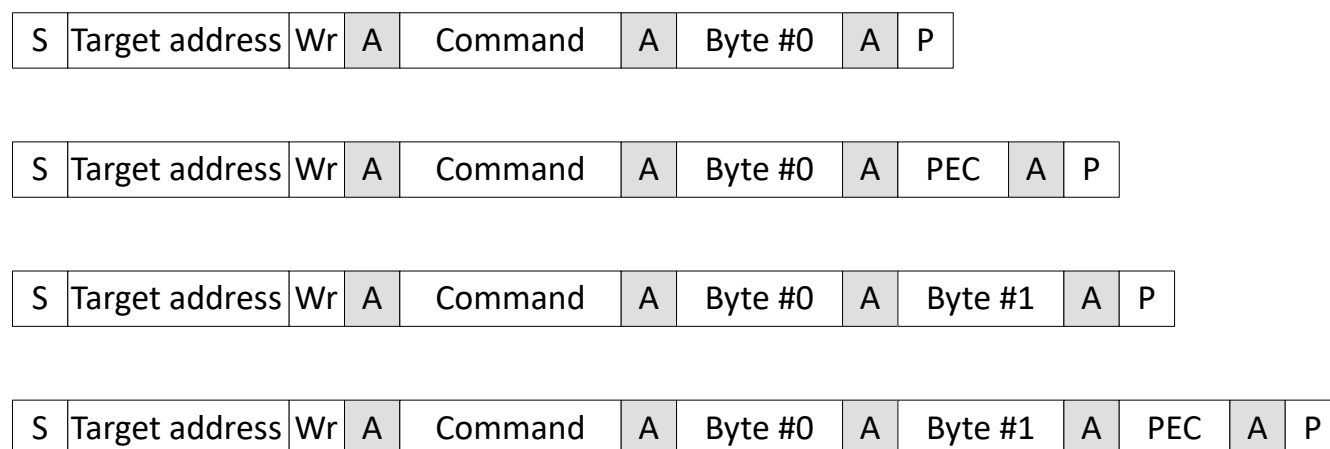 S Target address Wr A Command A Byte #0 A P
S Target address Wr A Command A Byte #0 A PEC A P
S Target address Wr A Command A Byte #0 A Byte #1 A P
S Target address Wr A Command A Byte #0 A Byte #1 A PEC A P